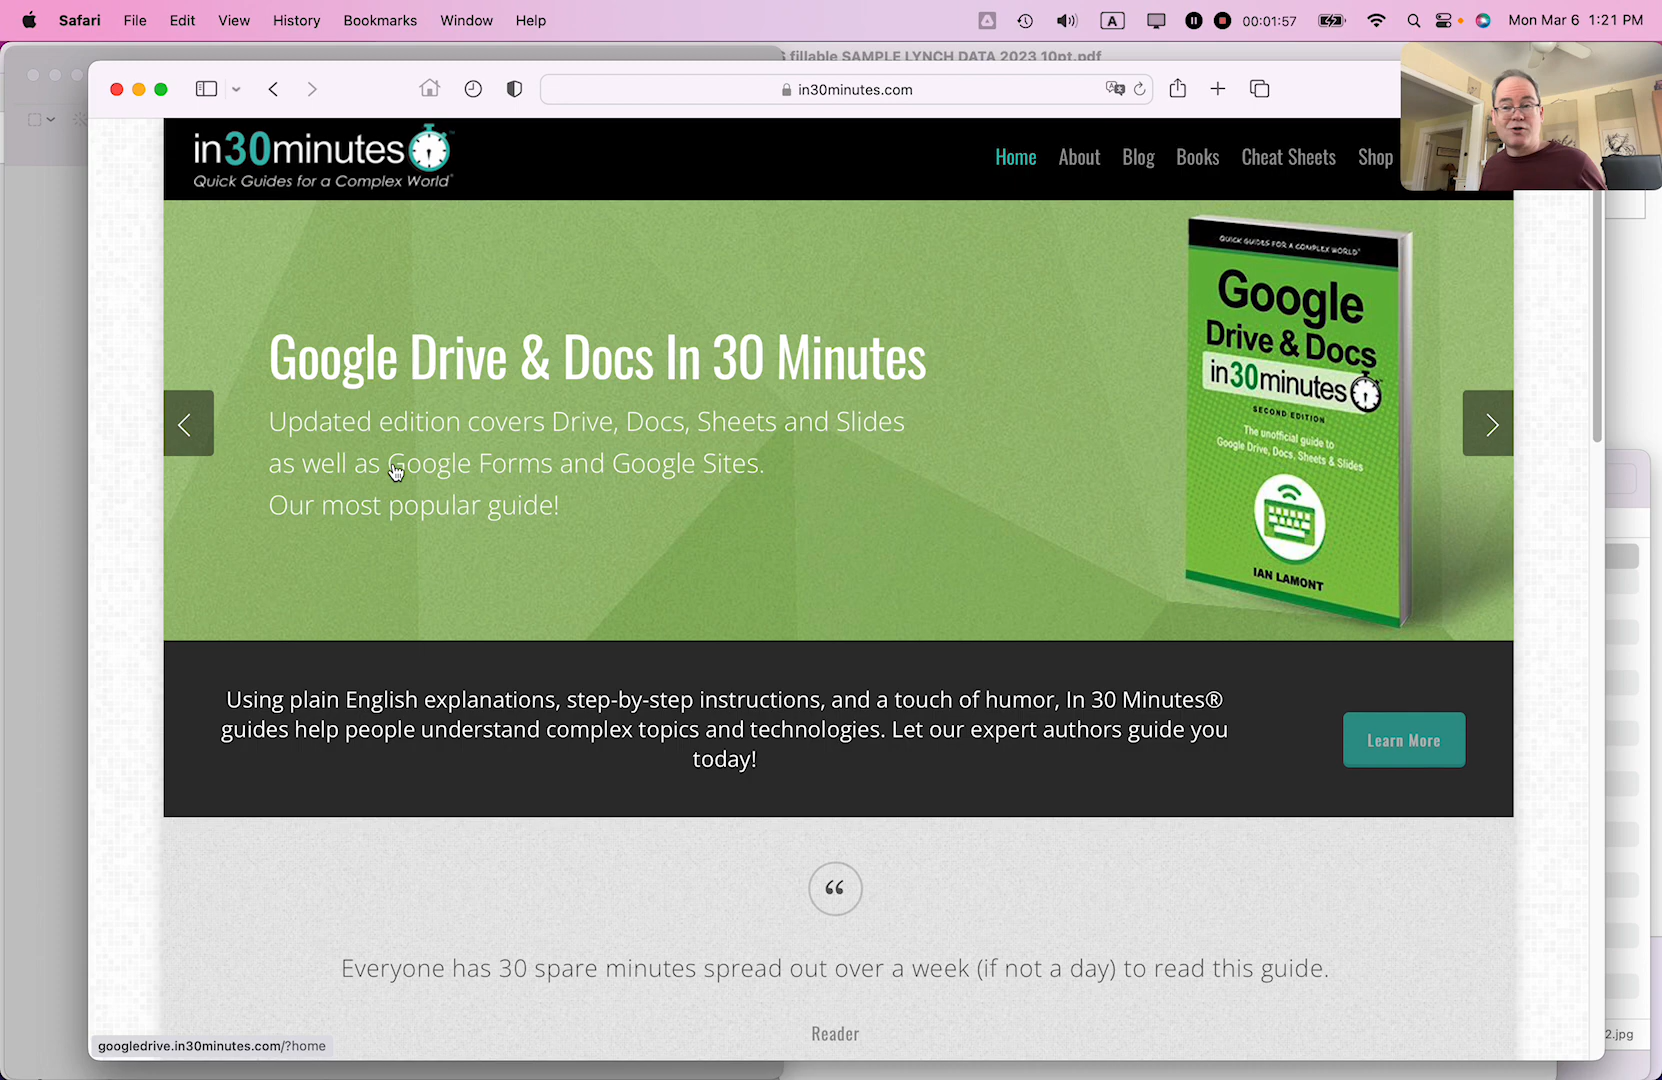 Safari File Edit View History Bookmarks Window Help
A 00:01:57 Mon Mar 6 1:21 PM
fillable SAMPLE LYNCH DATA 2023 10pt.pdf
in30minutes.com
in30minutes™
Quick Guides for a Complex World®
Home About Blog Books Cheat Sheets Shop
Google Drive & Docs In 30 Minutes
Updated edition covers Drive, Docs, Sheets and Slides
as well as Google Forms and Google Sites.
Our most popular guide!
QUICK GUIDES FOR A COMPLEX WORLD™
Google
Drive & Docs
in30minutes
SECOND EDITION
The unofficial guide to
Google Drive, Docs, Sheets & Slides
IAN LAMONT
Using plain English explanations, step-by-step instructions, and a touch of humor, In 30 Minutes®
guides help people understand complex topics and technologies. Let our expert authors guide you
today!
Learn More
“
Everyone has 30 spare minutes spread out over a week (if not a day) to read this guide.
Reader
googledrive.in30minutes.com/?home
2.jpg